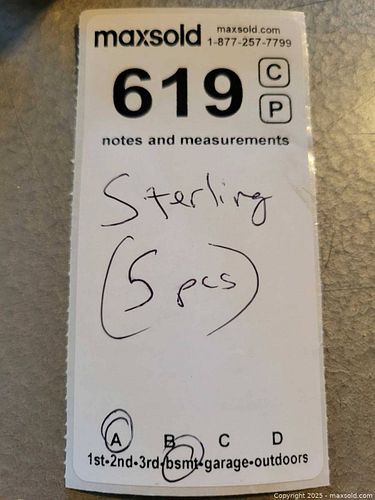 maxsold maxsold.com
1-877-257-7799
619 C
P
notes and measurements
Sterling
(5 pcs)
A B C D
1st•2nd•3rd•bsmt•garage•outdoors
Copyright 2025 - maxsold.com